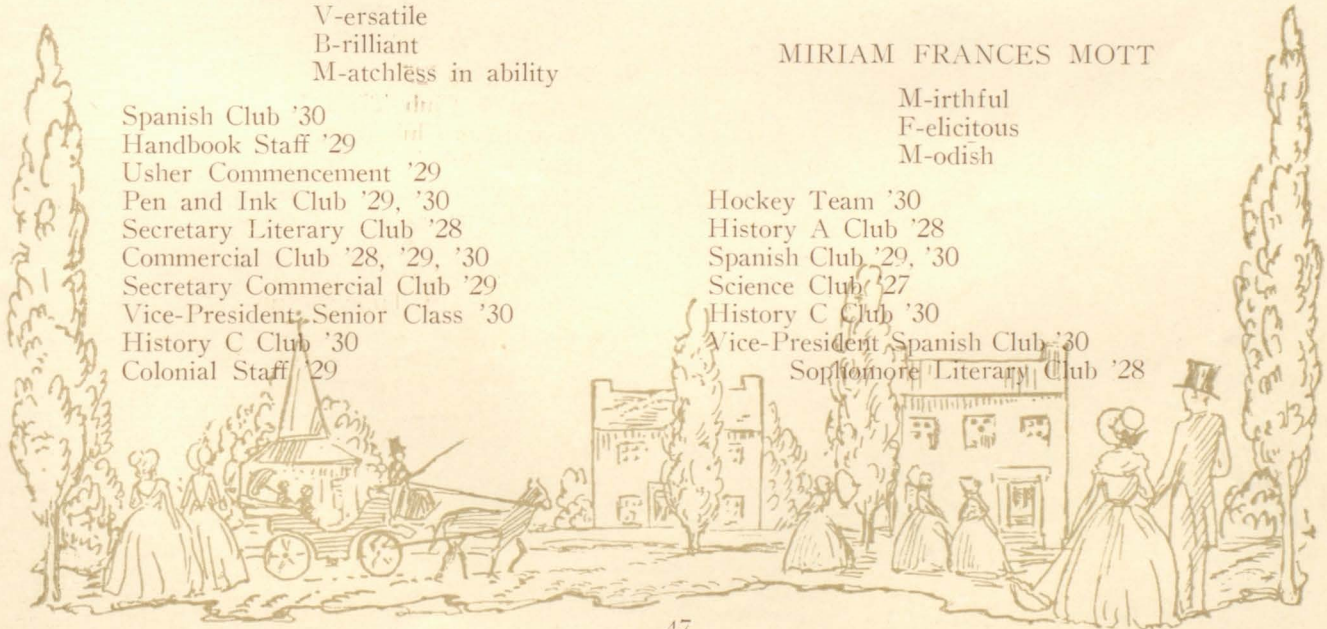 V-ersatile
B-rilliant
M-atchless in ability
Spanish Club '30
Handbook Staff '29
Usher Commencement '29
Pen and Ink Club '29, '30
Secretary Literary Club '28
Commercial Club '28, '29, '30
Secretary Commercial Club '29
Vice-President Senior Class '30
History C Club '30
Colonial Staff '29
MIRIAM FRANCES MOTT
M-irthful
F-elicitous
M-odish
Hockey Team '30
History A Club '28
Spanish Club '29, '30
Science Club '27
History C Club '30
Vice-President Spanish Club '30
Sophomore Literary Club '28
47